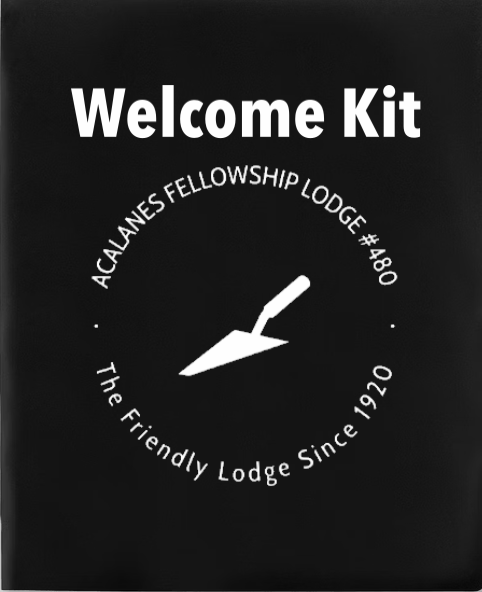 Welcome Kit
ACALANES FELLOWSHIP LODGE #480
The Friendly Lodge Since 1920